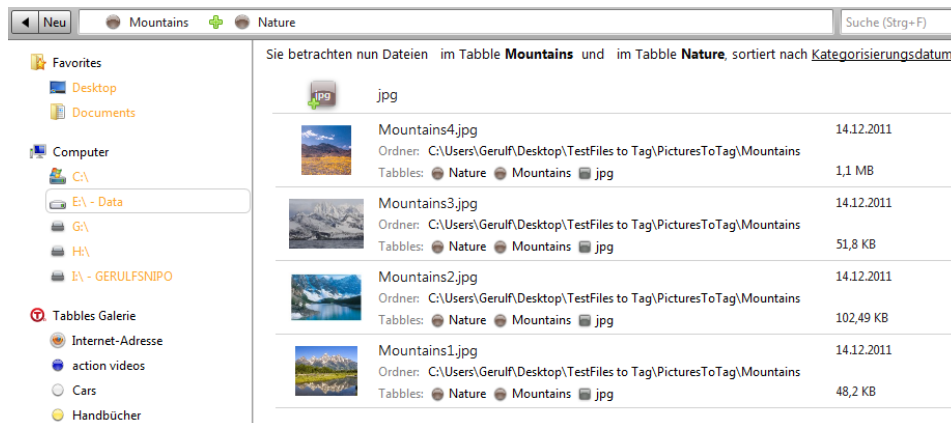 Neu Mountains Nature Suche (Strg+F)
Favorites
Desktop
Documents
Computer
C:\
E:\ - Data
G:\
H:\
I:\ - GERULFSNIPO
Tabbles Galerie
Internet-Adresse
action videos
Cars
Handbücher
Sie betrachten nun Dateien im Tabble Mountains und im Tabble Nature, sortiert nach Kategorisierungsdatum
jpg jpg
Mountains4.jpg 14.12.2011
Ordner: C:\Users\Gerulf\Desktop\TestFiles to Tag\PicturesToTag\Mountains
Tabbles: Nature Mountains jpg 1,1 MB
Mountains3.jpg 14.12.2011
Ordner: C:\Users\Gerulf\Desktop\TestFiles to Tag\PicturesToTag\Mountains
Tabbles: Nature Mountains jpg 51,8 KB
Mountains2.jpg 14.12.2011
Ordner: C:\Users\Gerulf\Desktop\TestFiles to Tag\PicturesToTag\Mountains
Tabbles: Nature Mountains jpg 102,49 KB
Mountains1.jpg 14.12.2011
Ordner: C:\Users\Gerulf\Desktop\TestFiles to Tag\PicturesToTag\Mountains
Tabbles: Nature Mountains jpg 48,2 KB